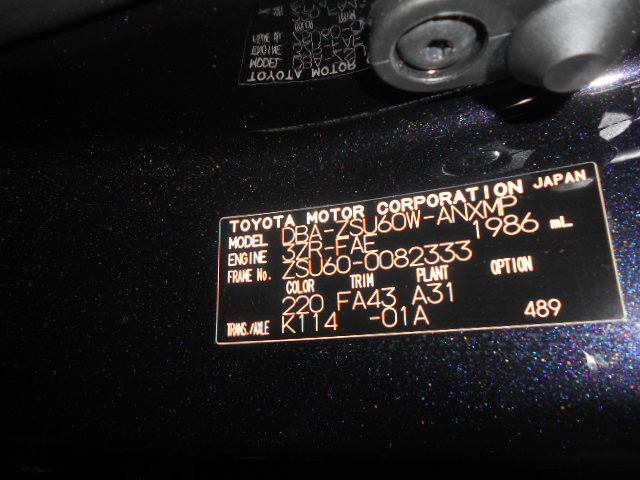 TOYOTA MOTOR CORPORATION JAPAN
MODEL DBA-ZSU60W-ANXMP
ENGINE 3ZR-FAE 1986 mL
FRAME No. ZSU60-0082333
COLOR TRIM PLANT OPTION
220 FA43 A31
TRANS./AXLE K114 -01A 489